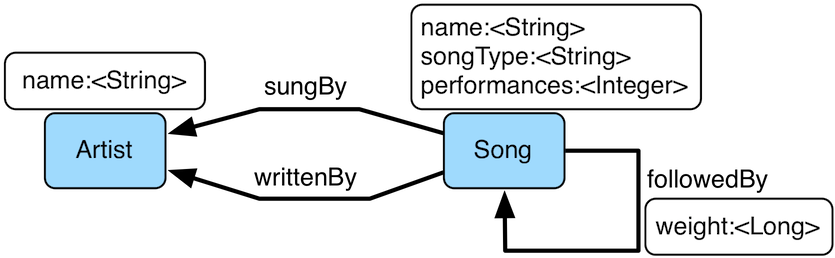 name:<String>
songType:<String>
performances:<Integer>
name:<String>
sungBy
Artist
Song
writtenBy
followedBy
weight:<Long>